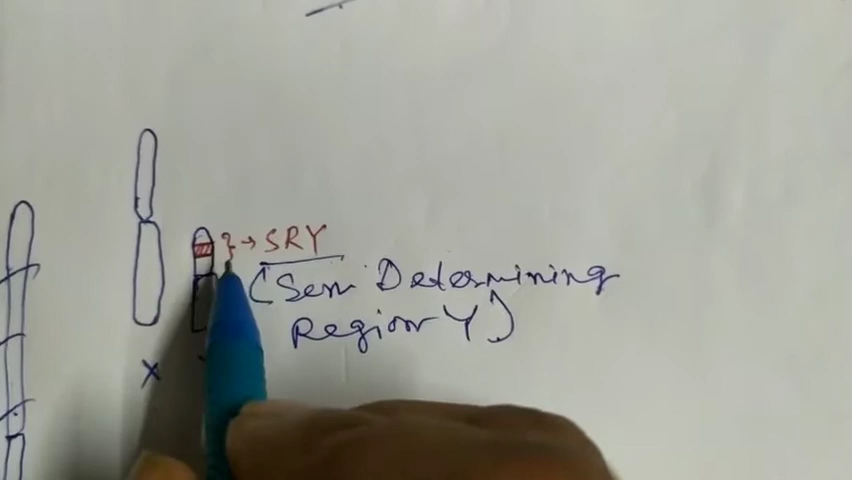 SRY
(Sex Determining
Region Y)
X